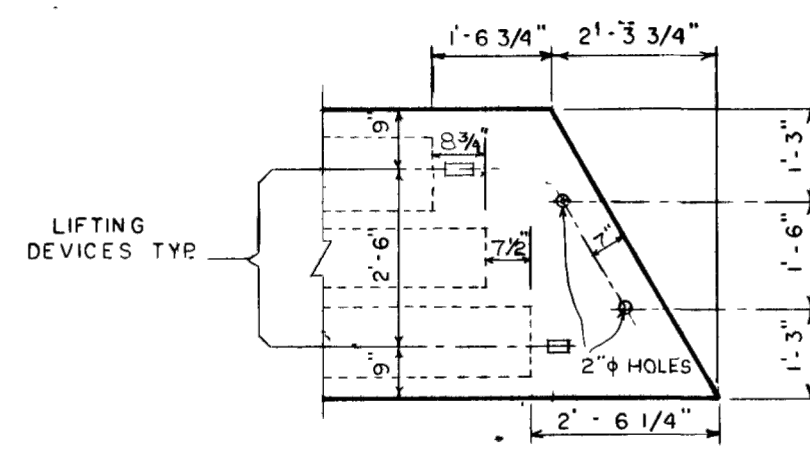 1'-6 3/4"
2'-3 3/4"
9"
8 3/4"
1'-3"
LIFTING
DEVICES TYP.
2'-6"
7 1/2"
7"
1'-6"
9"
2" φ HOLES
1'-3"
2' - 6 1/4"